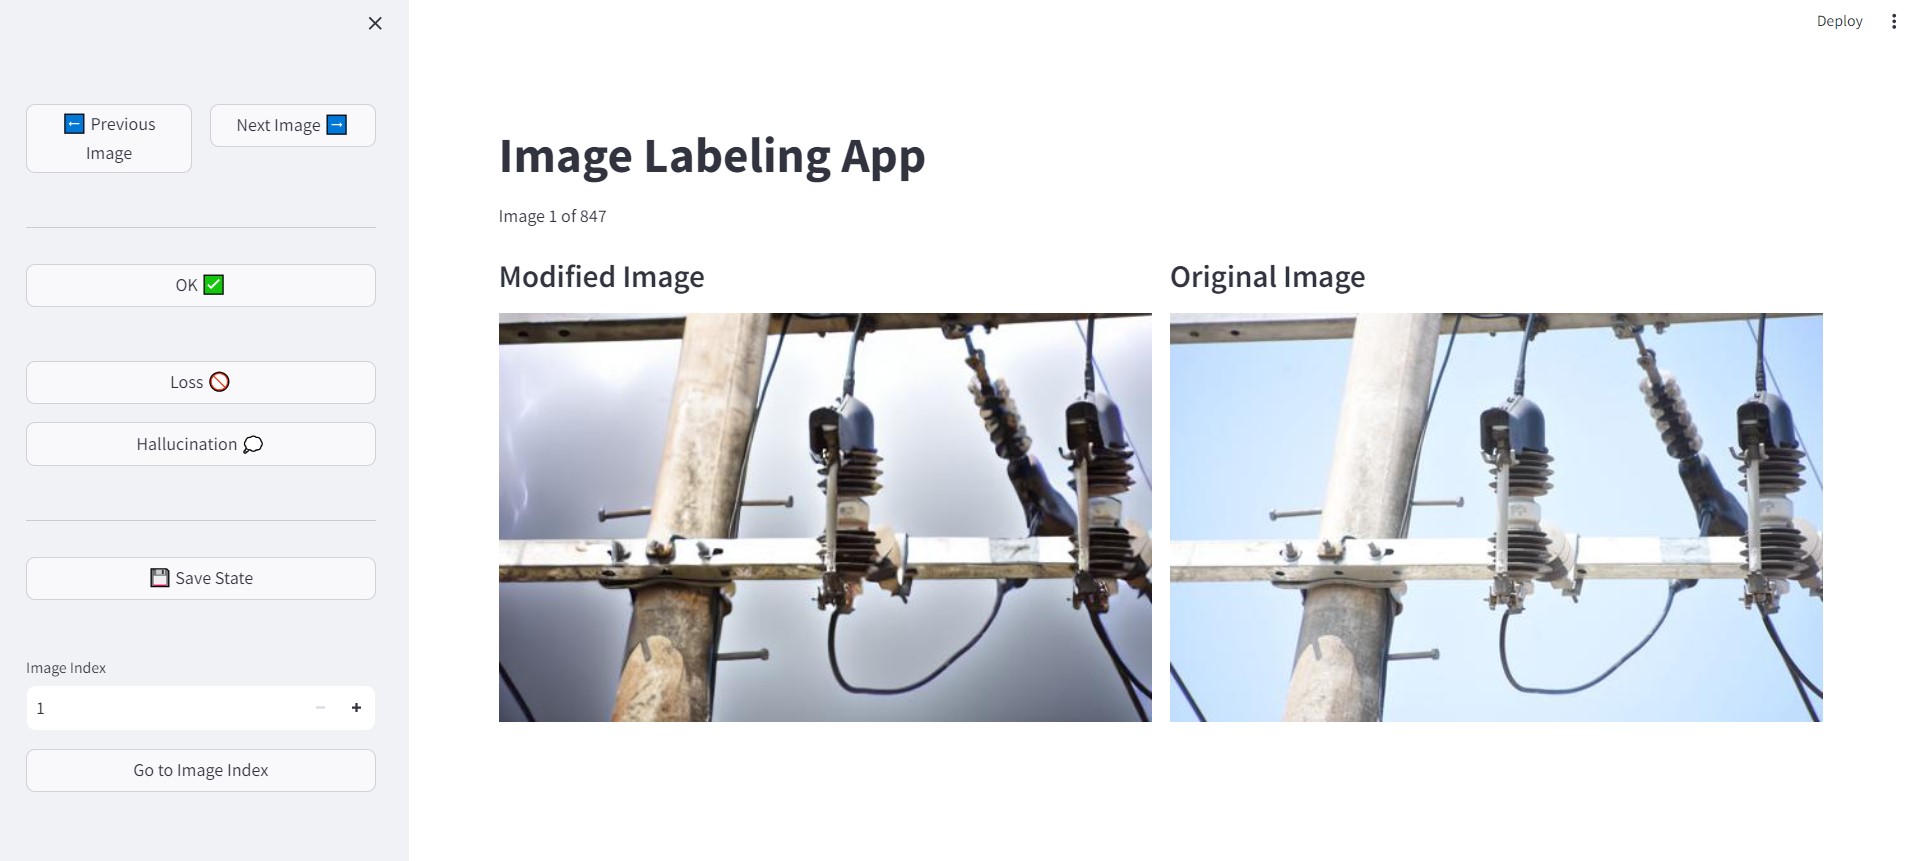 Deploy
Previous
Image
Next Image
OK
Loss
Hallucination
Save State
Image Index
1
Go to Image Index
Image Labeling App
Image 1 of 847
Modified Image
Original Image